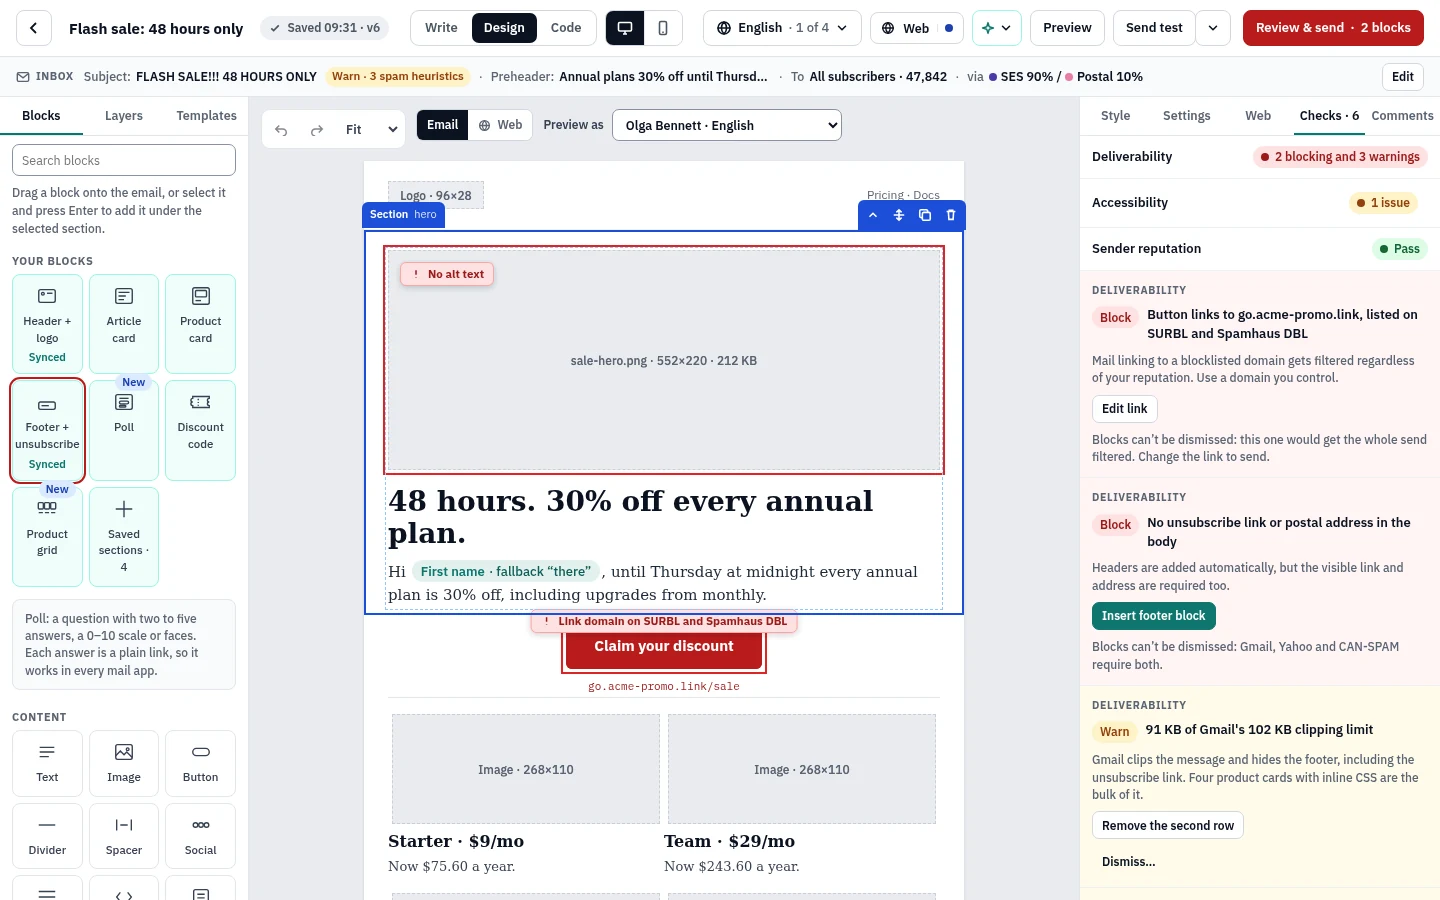 Flash sale: 48 hours only
Saved 09:31 · v6
Write
Design
Code
English · 1 of 4
Web
Preview
Send test
Review & send · 2 blocks
INBOX
Subject: FLASH SALE!!! 48 HOURS ONLY
Warn · 3 spam heuristics
· Preheader: Annual plans 30% off until Thursd...
· To All subscribers · 47,842
· via SES 90% / Postal 10%
Edit
Blocks
Layers
Templates
Search blocks
Drag a block onto the email, or select it
and press Enter to add it under the
selected section.
YOUR BLOCKS
Header +
logo
Synced
Article
card
Product
card
Footer +
unsubscribe
Synced
New
Poll
Discount
code
New
Product
grid
Saved
sections ·
4
Poll: a question with two to five
answers, a 0–10 scale or faces.
Each answer is a plain link, so it
works in every mail app.
CONTENT
Text
Image
Button
Divider
Spacer
Social
Fit
Email
Web
Preview as
Olga Bennett · English
Logo · 96×28
Pricing · Docs
Section hero
! No alt text
sale-hero.png · 552×220 · 212 KB
48 hours. 30% off every annual
plan.
Hi First name · fallback “there” , until Thursday at midnight every annual
plan is 30% off, including upgrades from monthly.
! Link domain on SURBL and Spamhaus DBL
Claim your discount
go.acme-promo.link/sale
Image · 268×110
Image · 268×110
Starter · $9/mo
Now $75.60 a year.
Team · $29/mo
Now $243.60 a year.
Style
Settings
Web
Checks · 6
Comments
Deliverability
2 blocking and 3 warnings
Accessibility
1 issue
Sender reputation
Pass
DELIVERABILITY
Block
Button links to go.acme-promo.link, listed on
SURBL and Spamhaus DBL
Mail linking to a blocklisted domain gets filtered regardless
of your reputation. Use a domain you control.
Edit link
Blocks can’t be dismissed: this one would get the whole send
filtered. Change the link to send.
DELIVERABILITY
Block
No unsubscribe link or postal address in the
body
Headers are added automatically, but the visible link and
address are required too.
Insert footer block
Blocks can’t be dismissed: Gmail, Yahoo and CAN-SPAM
require both.
DELIVERABILITY
Warn
91 KB of Gmail's 102 KB clipping limit
Gmail clips the message and hides the footer, including the
unsubscribe link. Four product cards with inline CSS are the
bulk of it.
Remove the second row
Dismiss...